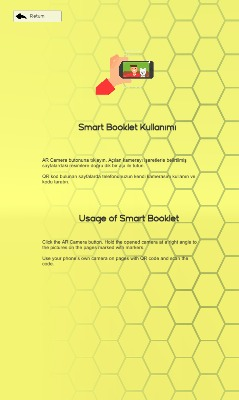 Return
Smart Booklet Kullanımı
AR Camera butonuna tıklayın. Açılan kamerayı işaretlerle belirtilmiş
sayfalardaki resimlere doğru dik bir açı ile tutun.
QR kod bulunan sayfalarda telefonunuzun kendi kamerasını kullanın ve
kodu taratın.
Usage of Smart Booklet
Click the AR Camera button. Hold the opened camera at a right angle to
the pictures on the pages marked with markers.
Use your phone's own camera on pages with QR code and scan the
code.